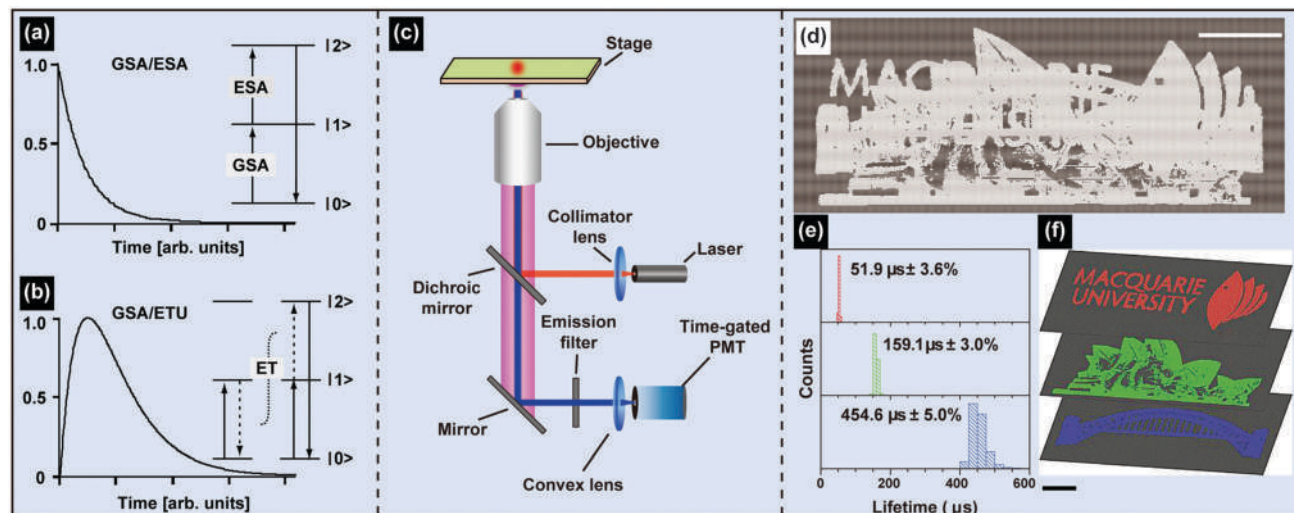 (a)
GSA/ESA
|2>
1.0
ESA
|1>
0.5
GSA
|0>
0
Time [arb. units]
(b)
GSA/ETU
|2>
1.0
ET
|1>
0.5
|0>
0
Time [arb. units]
(c)
Stage
Objective
Collimator
lens
Laser
Dichroic
mirror
Emission
filter
Time-gated
PMT
Mirror
Convex lens
(d)
(e)
51.9 µs± 3.6%
159.1µs ± 3.0%
454.6 µs ± 5.0%
Counts
0 200 400 600
Lifetime ( µs)
(f)
MACQUARIE
UNIVERSITY